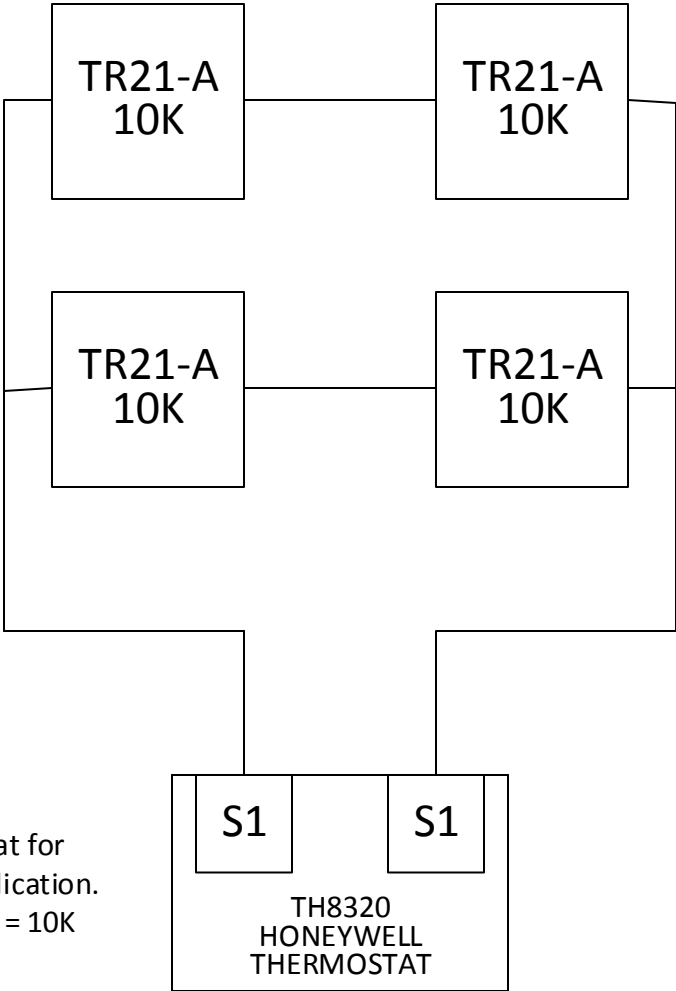 TR21-A
10K
TR21-A
10K
TR21-A
10K
TR21-A
10K
S1
S1
at for
lication.
= 10K
TH8320
HONEYWELL
THERMOSTAT